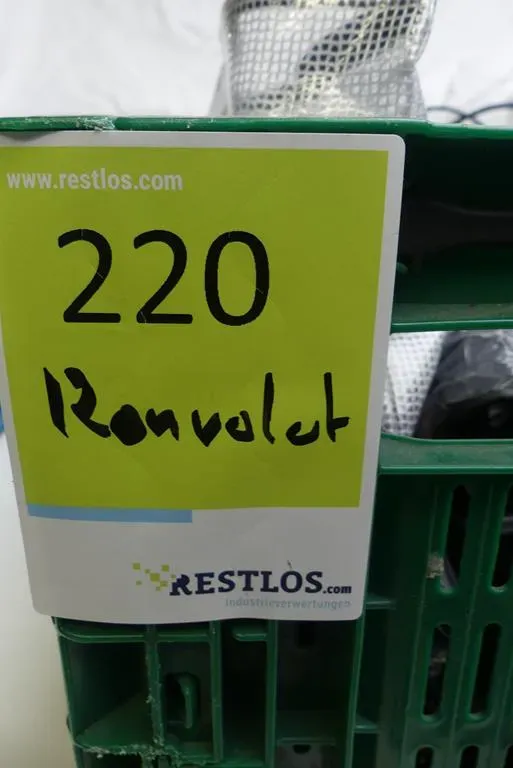 www.restlos.com
220
Konvolut
RESTLOS.com
industrieverwertungen